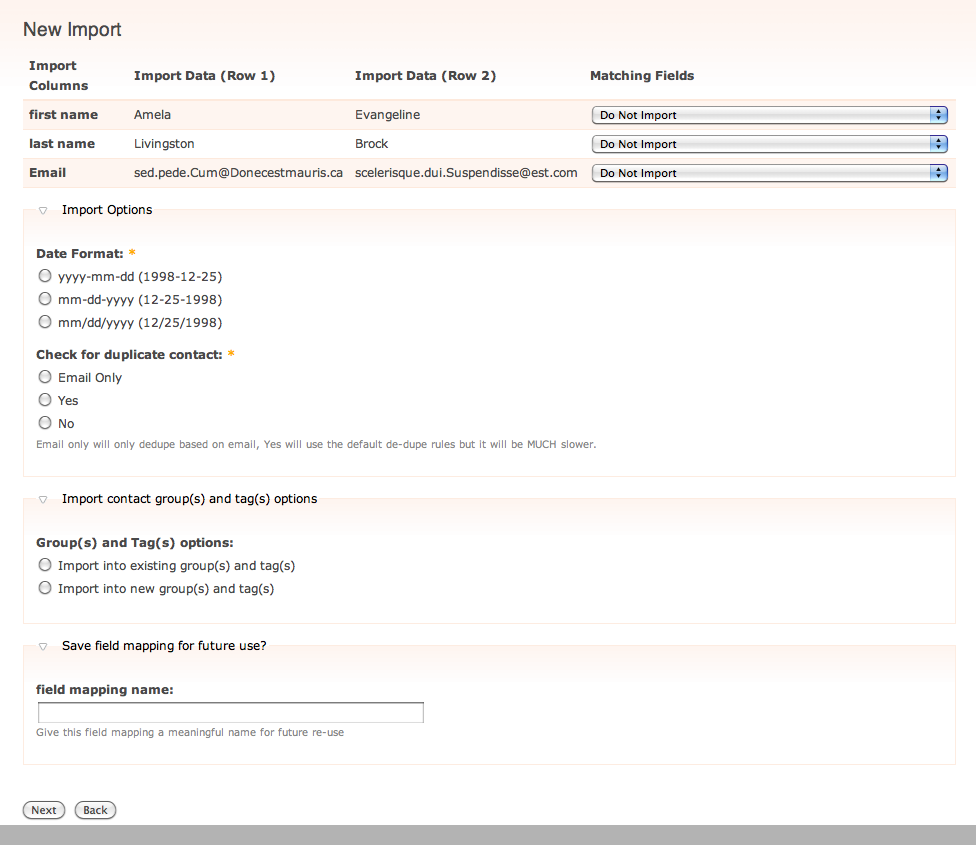 New Import
Import Columns Import Data (Row 1) Import Data (Row 2) Matching Fields
first name Amela Evangeline Do Not Import
last name Livingston Brock Do Not Import
Email sed.pede.Cum@Donecestmauris.ca scelerisque.dui.Suspendisse@est.com Do Not Import
Import Options
Date Format: *
yyyy-mm-dd (1998-12-25)
mm-dd-yyyy (12-25-1998)
mm/dd/yyyy (12/25/1998)
Check for duplicate contact: *
Email Only
Yes
No
Email only will only dedupe based on email, Yes will use the default de-dupe rules but it will be MUCH slower.
Import contact group(s) and tag(s) options
Group(s) and Tag(s) options:
Import into existing group(s) and tag(s)
Import into new group(s) and tag(s)
Save field mapping for future use?
field mapping name:
Give this field mapping a meaningful name for future re-use
Next Back